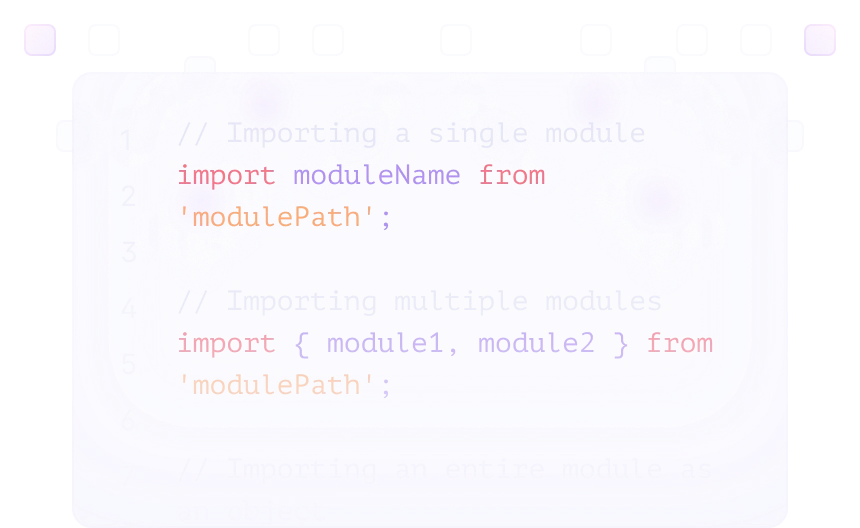 1
// Importing a single module
import moduleName from
2
'modulePath';
3
4
// Importing multiple modules
import { module1, module2 } from
5
'modulePath';
6
// Importing an entire module as